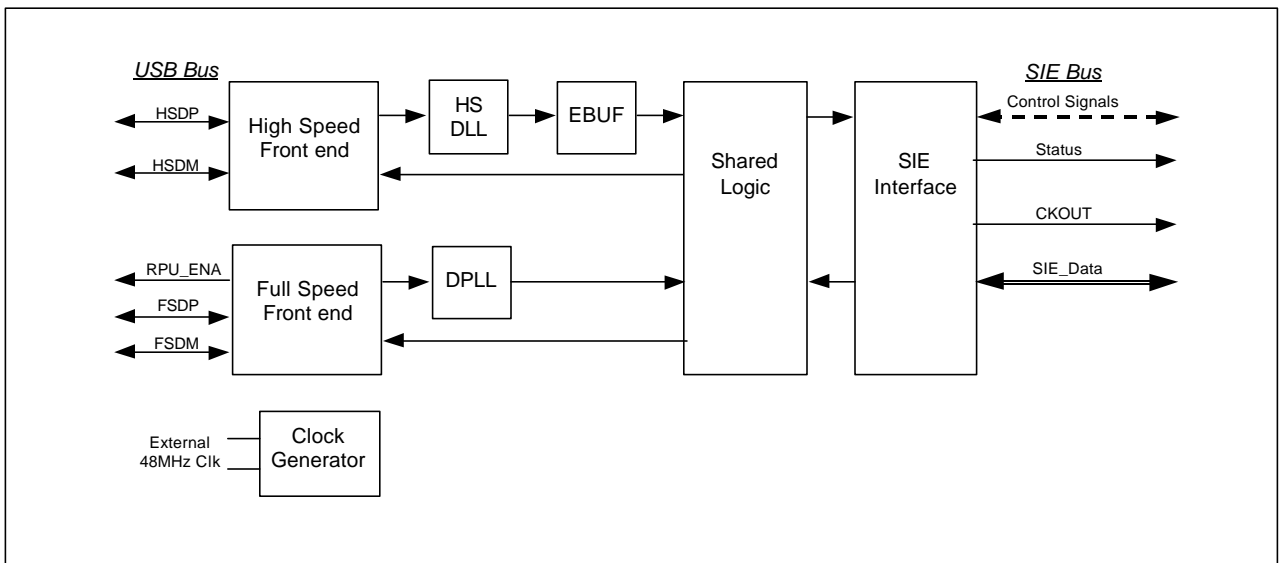 USB Bus
SIE Bus
HSDP
HSDM
High Speed
Front end
HS
DLL
EBUF
Shared
Logic
SIE
Interface
Control Signals
Status
CKOUT
SIE_Data
RPU_ENA
FSDP
FSDM
Full Speed
Front end
DPLL
External
48MHz Clk
Clock
Generator